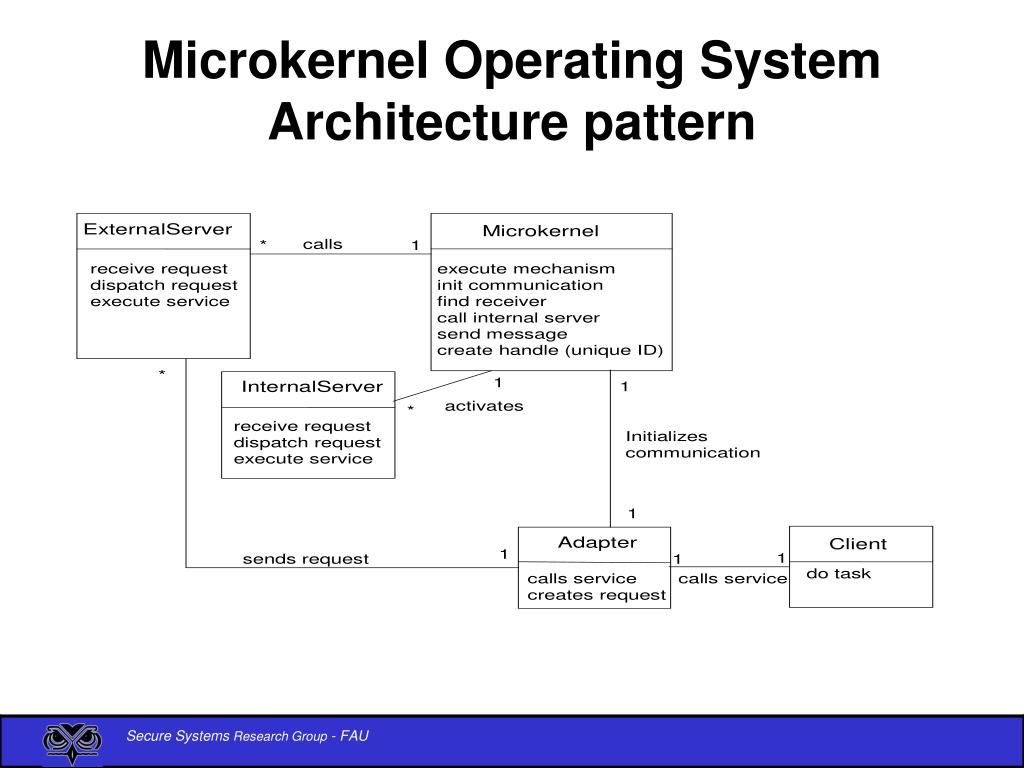 Microkernel Operating System
Architecture pattern
ExternalServer
receive request
dispatch request
execute service
* calls 1
Microkernel
execute mechanism
init communication
find receiver
call internal server
send message
create handle (unique ID)
*
InternalServer
receive request
dispatch request
execute service
1
*
activates
1
Initializes
communication
1
sends request
1
Adapter
calls service
creates request
1
1
calls service
Client
do task
Secure Systems Research Group - FAU